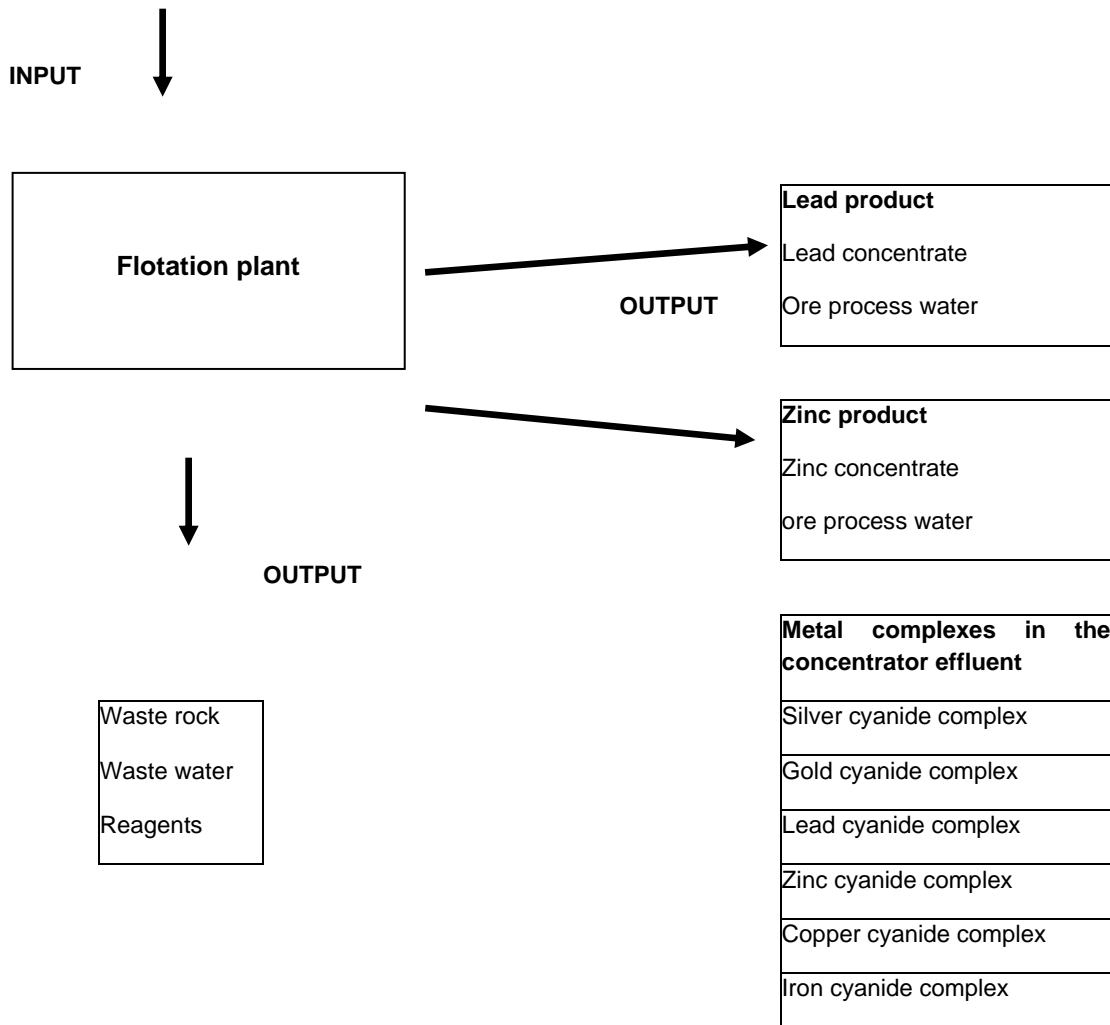 INPUT
Flotation plant
OUTPUT
Lead product
Lead concentrate
Ore process water
Zinc product
Zinc concentrate
ore process water
OUTPUT
Waste rock
Waste water
Reagents
Metal complexes in the
concentrator effluent
Silver cyanide complex
Gold cyanide complex
Lead cyanide complex
Zinc cyanide complex
Copper cyanide complex
Iron cyanide complex